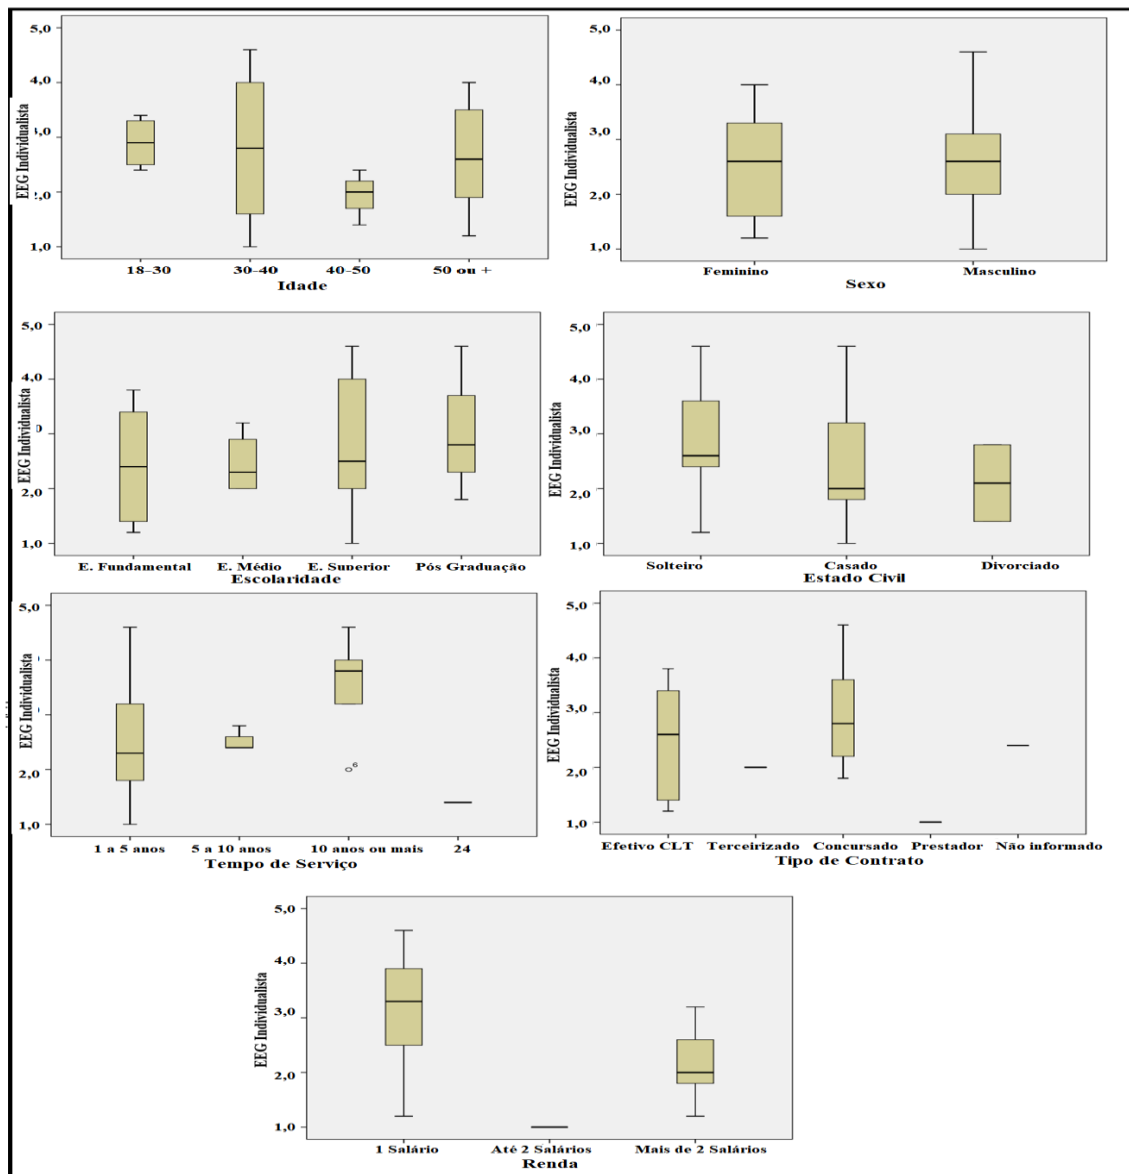 5,0
4,0
3,0
2,0
1,0
EEG Individualista
18-30 30-40 40-50 50 ou +
Idade
5,0
4,0
3,0
2,0
1,0
EEG Individualista
Feminino Masculino
Sexo
5,0
4,0
2,0
1,0
EEG Individualista
E. Fundamental E. Médio E. Superior Pós Graduação
Escolaridade
5,0
4,0
3,0
2,0
1,0
EEG Individualista
Solteiro Casado Divorciado
Estado Civil
5,0
2,0
1,0
EEG Individualista
6
1 a 5 anos 5 a 10 anos 10 anos ou mais 24
Tempo de Serviço
5,0
4,0
3,0
2,0
1,0
EEG Individualista
Efetivo CLT Terceirizado Concursado Prestador Não informado
Tipo de Contrato
5,0
4,0
3,0
2,0
1,0
EEG Individualista
1 Salário Até 2 Salários Mais de 2 Salários
Renda